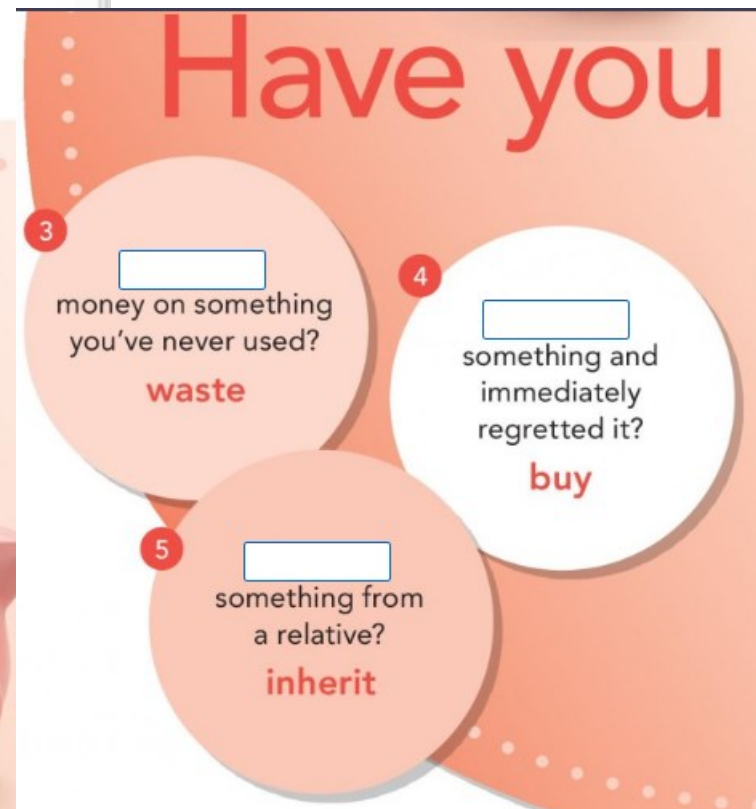 Have you
3
money on something
you've never used?
waste
4
something and
immediately
regretted it?
buy
5
something from
a relative?
inherit